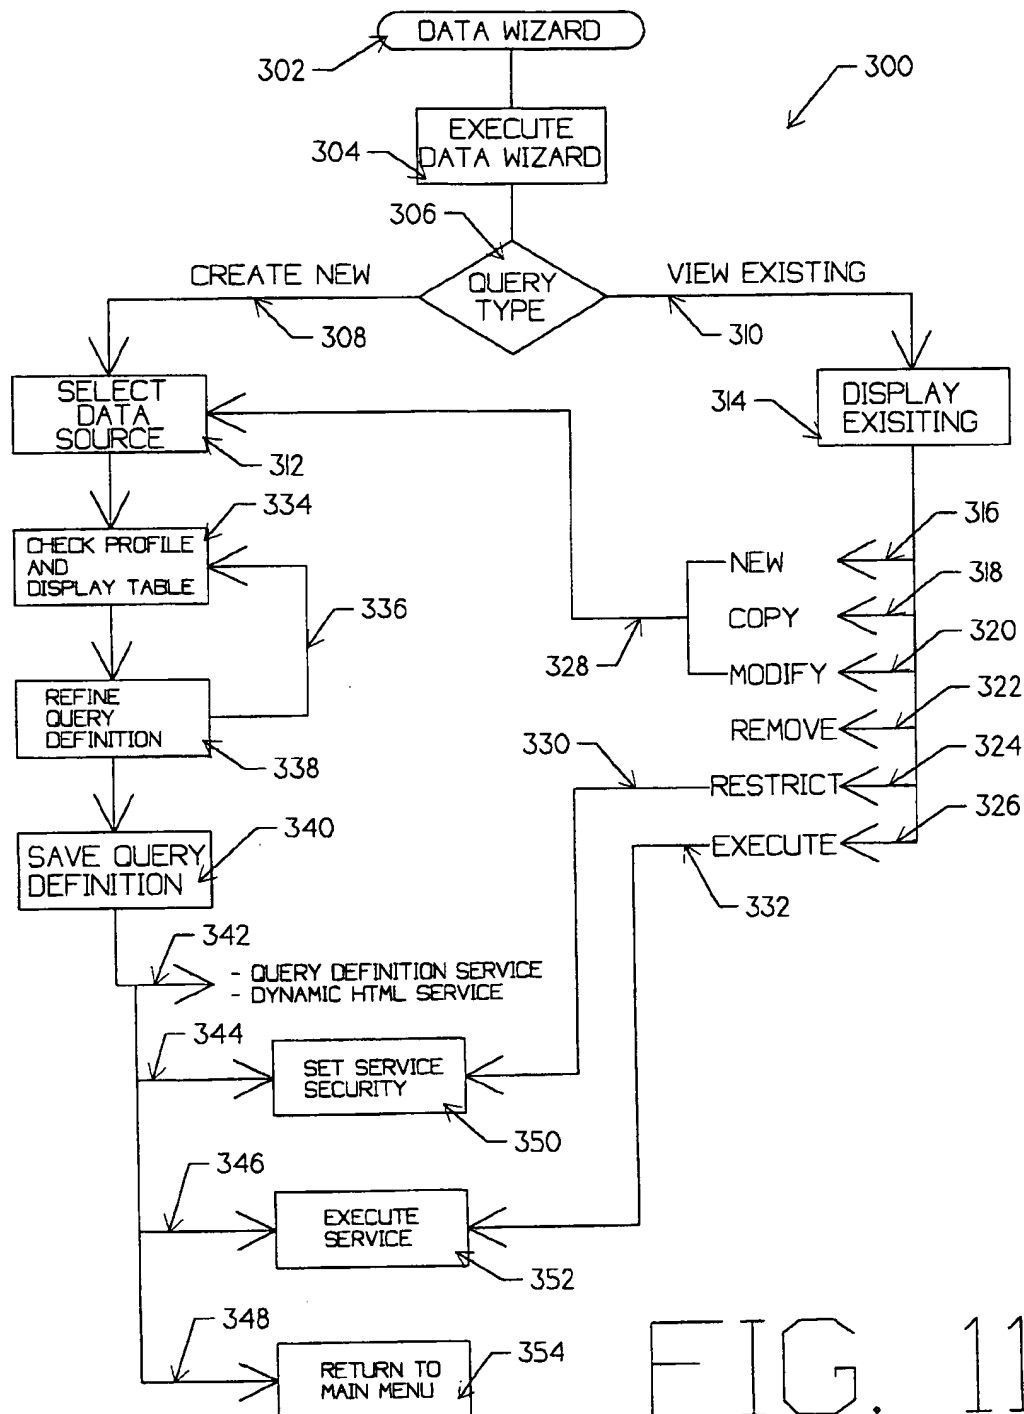 DATA WIZARD
302
300
EXECUTE
DATA WIZARD
304
306
CREATE NEW
QUERY
TYPE
VIEW EXISTING
308
310
SELECT
DATA
SOURCE
312
314
DISPLAY
EXISITING
334
CHECK PROFILE
AND
DISPLAY TABLE
336
316
NEW
318
COPY
320
328
MODIFY
322
REMOVE
REFINE
QUERY
DEFINITION
338
330
324
RESTRICT
326
EXECUTE
332
340
SAVE QUERY
DEFINITION
342
- QUERY DEFINITION SERVICE
- DYNAMIC HTML SERVICE
344
SET SERVICE
SECURITY
350
346
EXECUTE
SERVICE
352
348
RETURN TO
MAIN MENU
354
FIG. 11